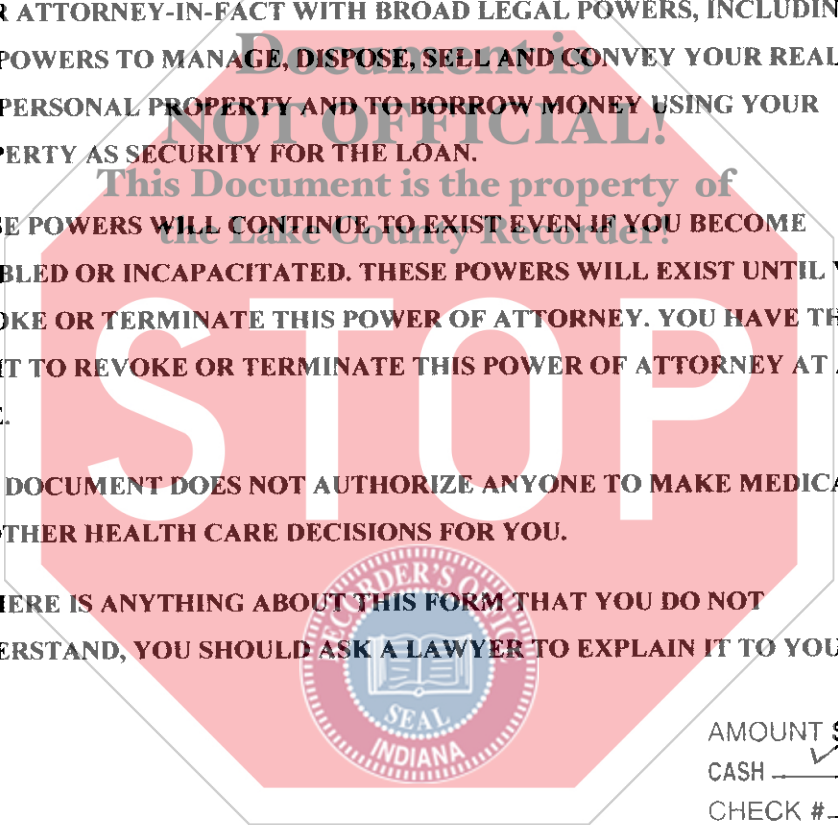 R ATTORNEY-IN-FACT WITH BROAD LEGAL POWERS, INCLUDIN
POWERS TO MANAGE, DISPOSE, SELL AND CONVEY YOUR REAL
Document is
PERSONAL PROPERTY AND TO BORROW MONEY USING YOUR
NOT OFFICIAL!
PERTY AS SECURITY FOR THE LOAN.
This Document is the property of
SE POWERS WILL CONTINUE TO EXIST EVEN IF YOU BECOME
the Lake County Recorder!
BLED OR INCAPACITATED. THESE POWERS WILL EXIST UNTIL Y
OKE OR TERMINATE THIS POWER OF ATTORNEY. YOU HAVE TH
STOP
IT TO REVOKE OR TERMINATE THIS POWER OF ATTORNEY AT A
E.
DOCUMENT DOES NOT AUTHORIZE ANYONE TO MAKE MEDICA
OTHER HEALTH CARE DECISIONS FOR YOU.
HERE IS ANYTHING ABOUT THIS FORM THAT YOU DO NOT
ERSTAND, YOU SHOULD ASK A LAWYER TO EXPLAIN IT TO YOU
RECORDER'S OFFIC
SEAL
INDIANA
AMOUNT $
CASH
CHECK #